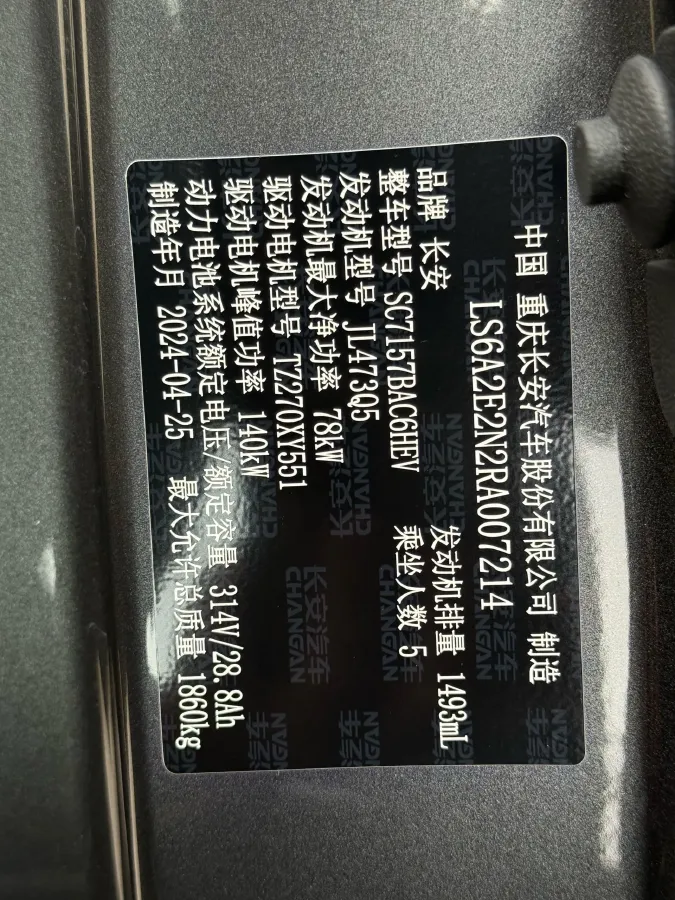 中国 重庆长安汽车股份有限公司 制造
LS6A2E2N2RA007214
品牌 长安
整车型号 SC7157BAC6HEV 乘坐人数 5
发动机型号 JL473Q5 发动机排量 1493mL
发动机最大净功率 78kW
驱动电机型号 TZ270XY551
驱动电机峰值功率 140kW
动力电池系统额定电压/额定容量 314V/28.8Ah
制造年月 2024-04-25 最大允许总质量 1860kg
长安汽车
CHANGAN